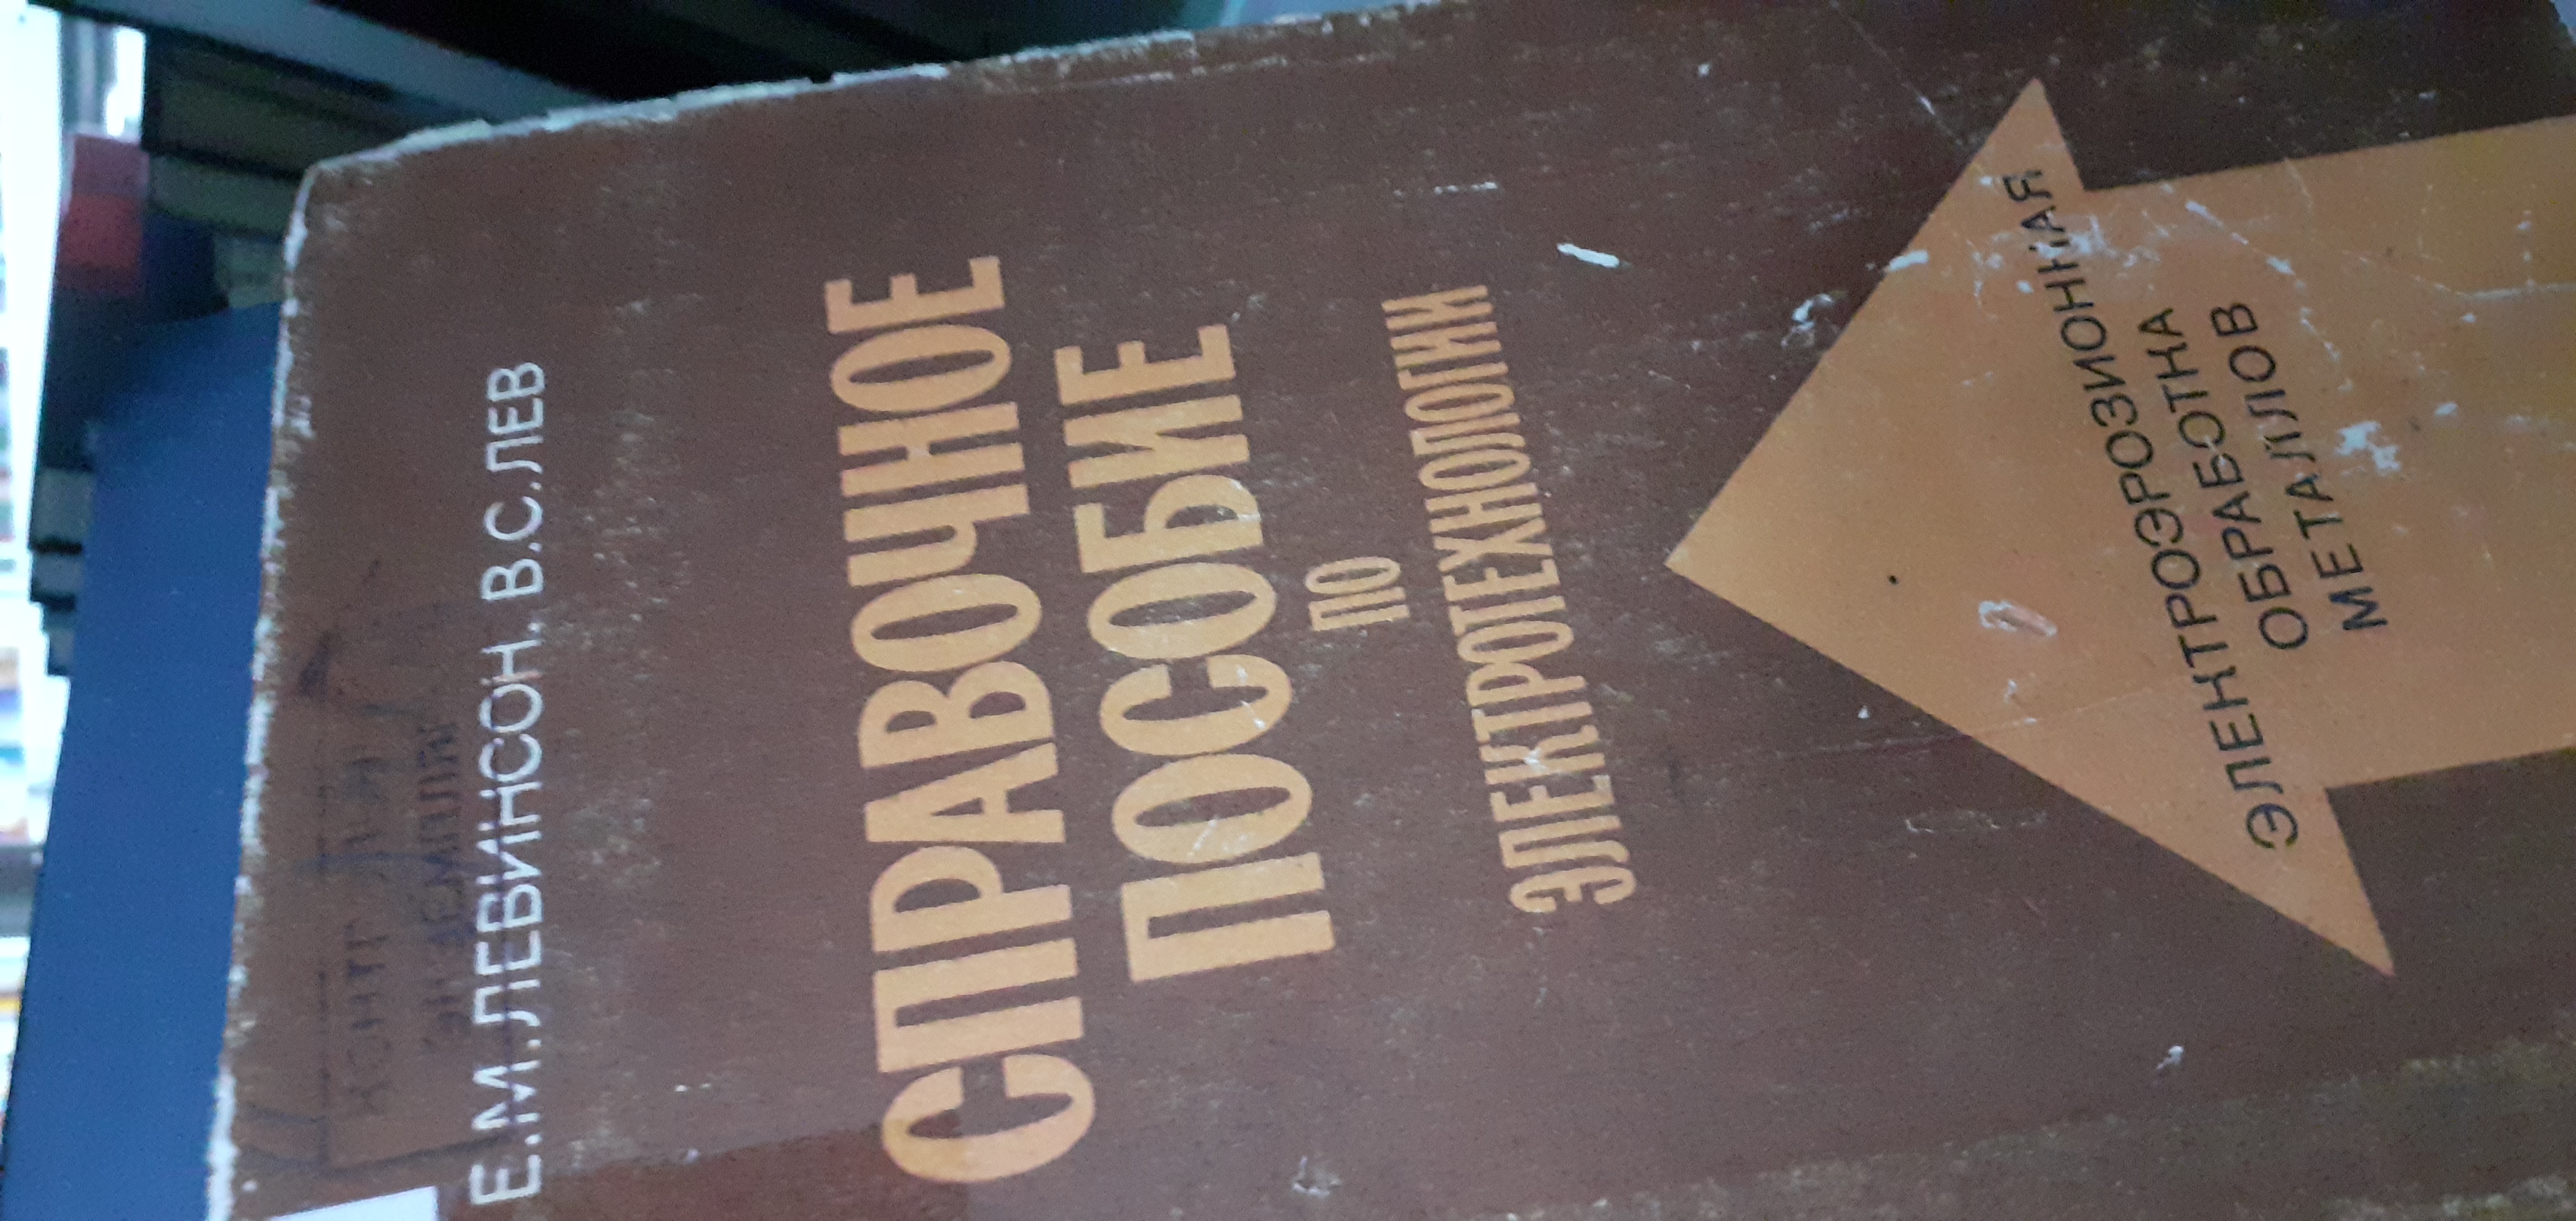 Е.М.ЛЕВИНСОН, В.С.ЛЕВ
СПРАВОЧНОЕ
ПОСОБИЕ
ПО
ЭЛЕКТРОТЕХНОЛОГИИ
ЭЛЕКТРОЭРОЗИОННАЯ
ОБРАБОТКА
МЕТАЛЛОВ